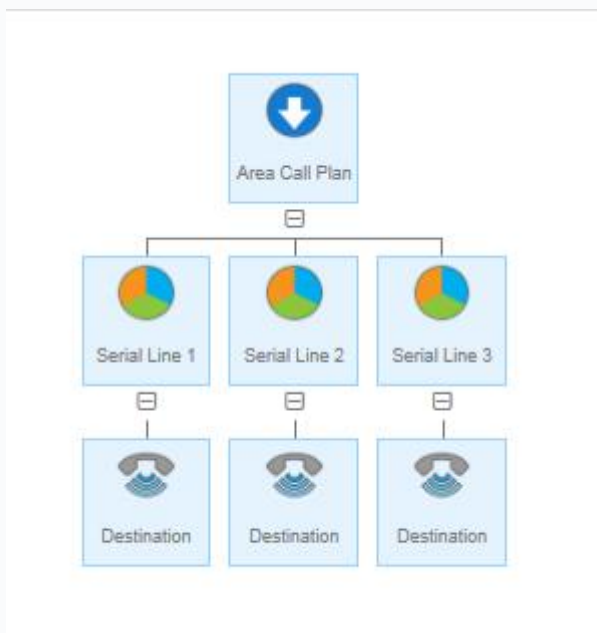 Area Call Plan
Serial Line 1
Serial Line 2
Serial Line 3
Destination
Destination
Destination